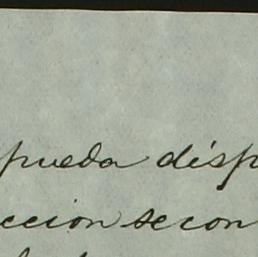 pueda disp
ccion se con